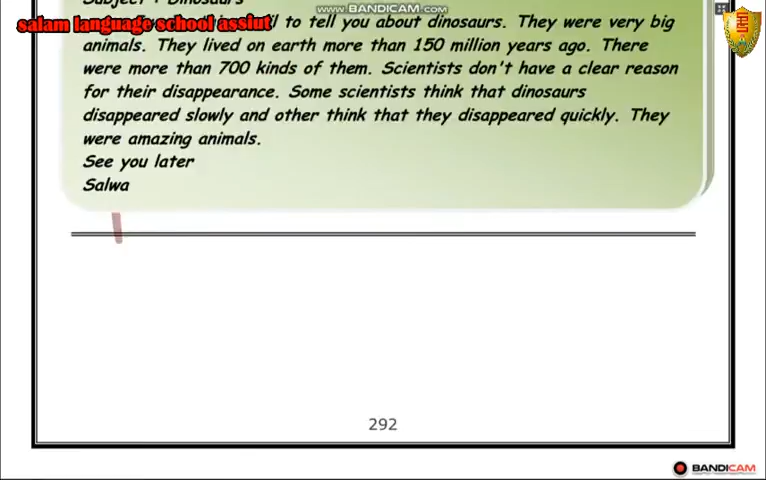 WWW.BANDICAM.COM
Subject : Dinosaurs
salam language school assiut
to tell you about dinosaurs. They were very big
animals. They lived on earth more than 150 million years ago. There
were more than 700 kinds of them. Scientists don't have a clear reason
for their disappearance. Some scientists think that dinosaurs
disappeared slowly and other think that they disappeared quickly. They
were amazing animals.
See you later
Salwa
292
BANDICAM